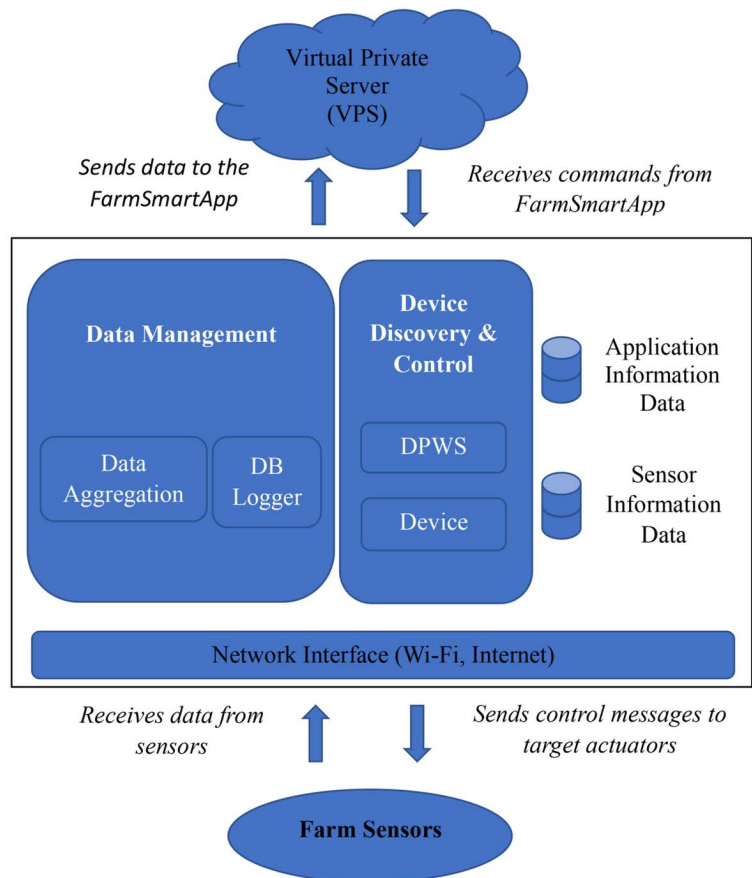 Virtual Private
Server
(VPS)
Sends data to the
FarmSmartApp
Receives commands from
FarmSmartApp
Data Management
Data
Aggregation
DB
Logger
Device
Discovery &
Control
DPWS
Device
Application
Information
Data
Sensor
Information
Data
Network Interface (Wi-Fi, Internet)
Receives data from
sensors
Sends control messages to
target actuators
Farm Sensors